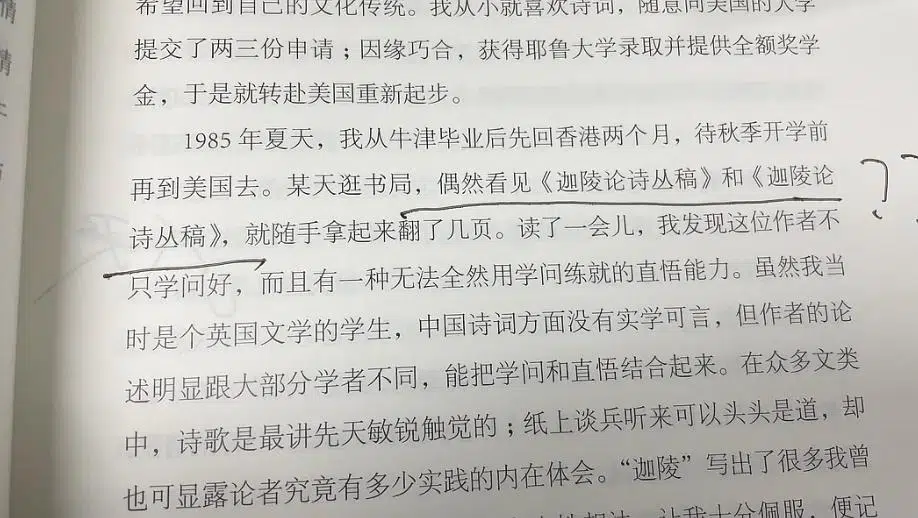 希望回到自己的文化传统。我从小就喜欢诗词，随意向美国的大学
提交了两三份申请；因缘巧合，获得耶鲁大学录取并提供全额奖学
金，于是就转赴美国重新起步。
1985 年夏天，我从牛津毕业后先回香港两个月，待秋季开学前
再到美国去。某天逛书局，偶然看见《迦陵论诗丛稿》和《迦陵论
诗丛稿》，就随手拿起来翻了几页。读了一会儿，我发现这位作者不
只学问好，而且有一种无法全然用学问练就的直悟能力。虽然我当
时是个英国文学的学生，中国诗词方面没有实学可言，但作者的论
述明显跟大部分学者不同，能把学问和直悟结合起来。在众多文类
中，诗歌是最讲先天敏锐触觉的；纸上谈兵听来可以头头是道，却
也可显露论者究竟有多少实践的内在体会。“迦陵”写出了很多我曾
让我十分佩服，便记